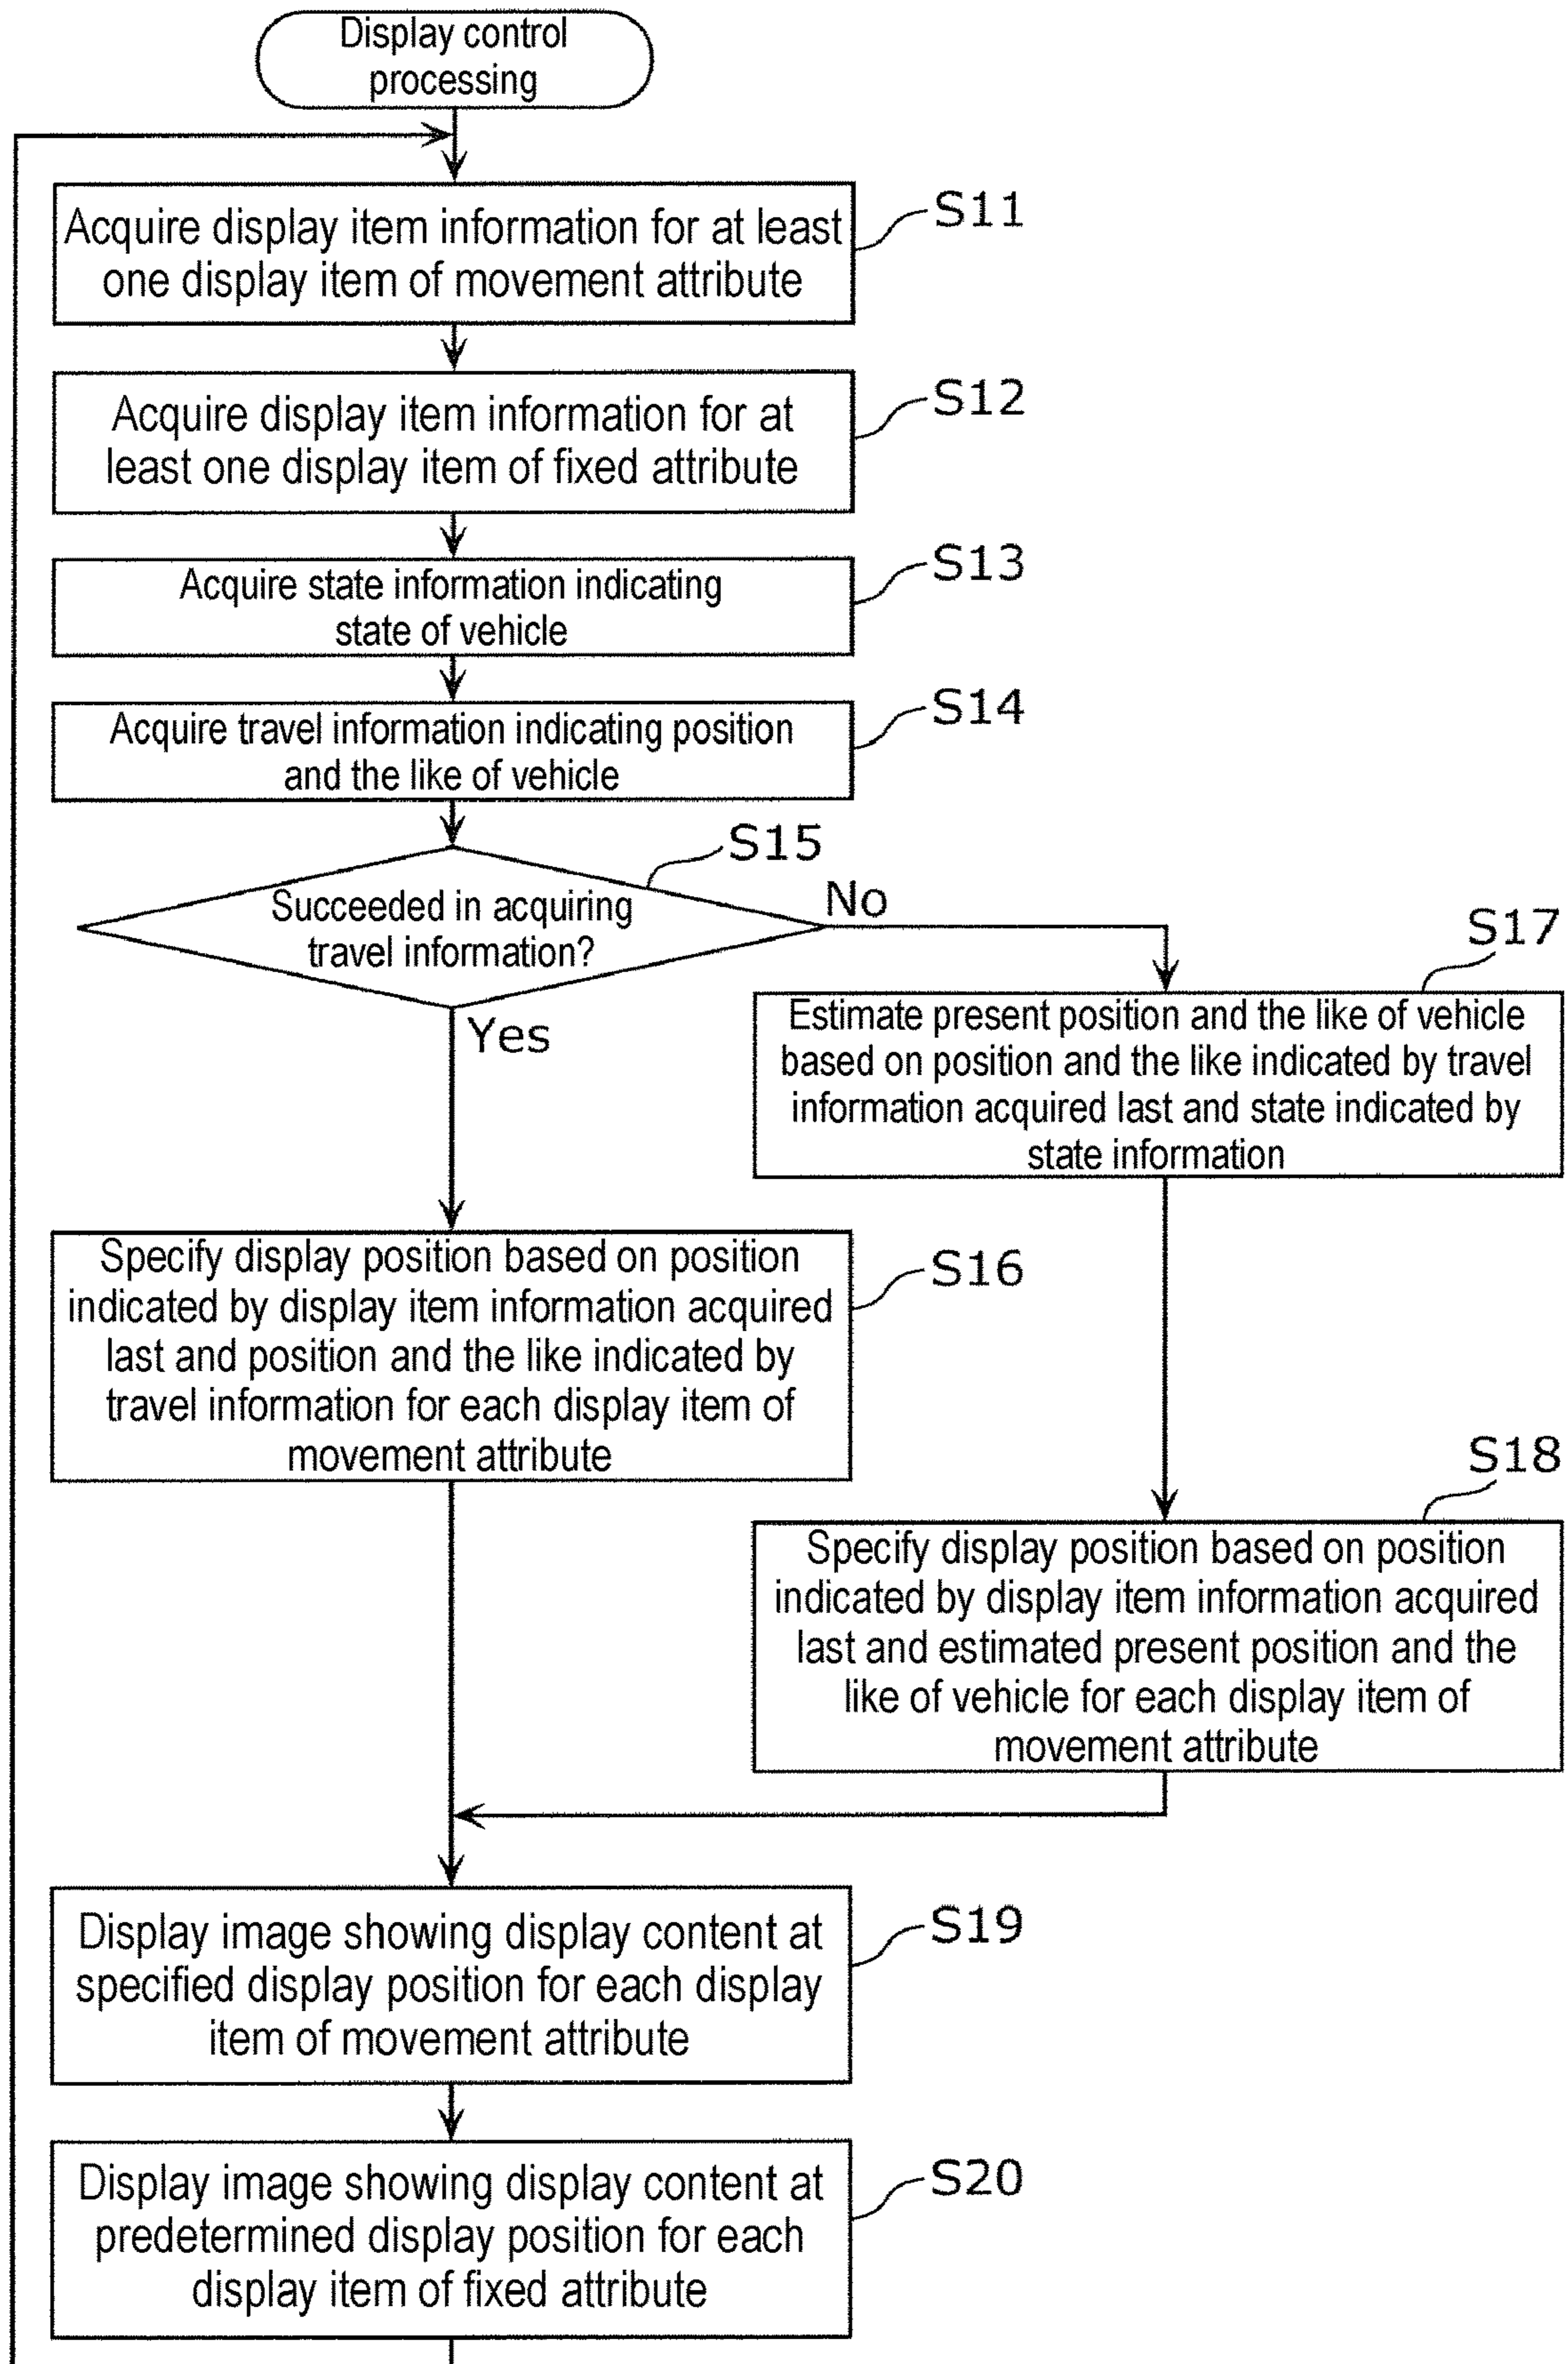 Display control
processing
Acquire display item information for at least
one display item of movement attribute
S11
Acquire display item information for at
least one display item of fixed attribute
S12
Acquire state information indicating
state of vehicle
S13
Acquire travel information indicating position
and the like of vehicle
S14
S15
Succeeded in acquiring
travel information?
No
Yes
S17
Estimate present position and the like of vehicle
based on position and the like indicated by travel
information acquired last and state indicated by
state information
Specify display position based on position
indicated by display item information acquired
last and position and the like indicated by
travel information for each display item of
movement attribute
S16
S18
Specify display position based on position
indicated by display item information acquired
last and estimated present position and the
like of vehicle for each display item of
movement attribute
Display image showing display content at
specified display position for each display
item of movement attribute
S19
Display image showing display content at
predetermined display position for each
display item of fixed attribute
S20